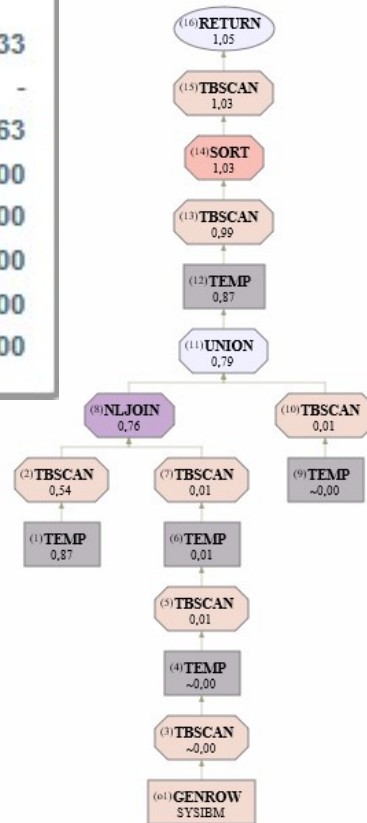 33
-
63
00
00
00
00
00
(16)RETURN
1,05
(15)TBSCAN
1,03
(14)SORT
1,03
(13)TBSCAN
0,99
(12)TEMP
0,87
(11)UNION
0,79
(8)NLJOIN
0,76
(10)TBSCAN
0,01
(2)TBSCAN
0,54
(7)TBSCAN
0,01
(9)TEMP
~0,00
(1)TEMP
0,87
(6)TEMP
0,01
(5)TBSCAN
0,01
(4)TEMP
~0,00
(3)TBSCAN
~0,00
(o1)GENROW
SYSIBM